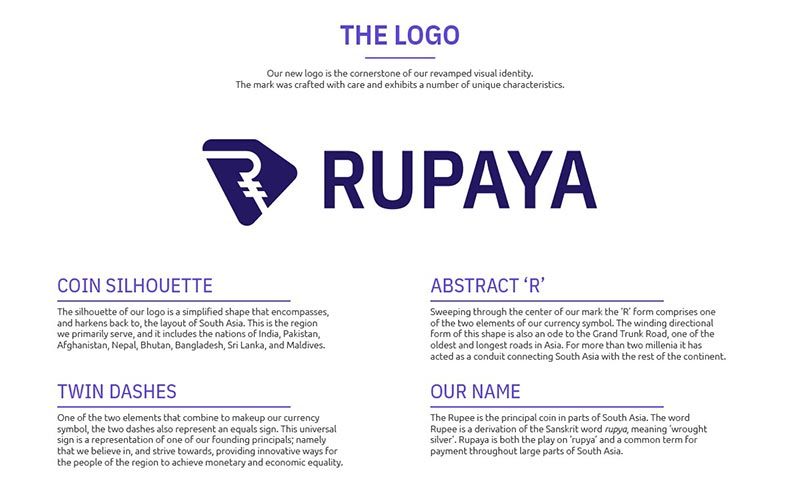 THE LOGO
Our new logo is the cornerstone of our revamped visual identity.
The mark was crafted with care and exhibits a number of unique characteristics.
RUPAYA
COIN SILHOUETTE
The silhouette of our logo is a simplified shape that encompasses,
and harkens back to, the layout of South Asia. This is the region
we primarily serve, and it includes the nations of India, Pakistan,
Afghanistan, Nepal, Bhutan, Bangladesh, Sri Lanka, and Maldives.
ABSTRACT ‘R’
Sweeping through the center of our mark the 'R' form comprises one
of the two elements of our currency symbol. The winding directional
form of this shape is also an ode to the Grand Trunk Road, one of the
oldest and longest roads in Asia. For more than two millenia it has
acted as a conduit connecting South Asia with the rest of the continent.
TWIN DASHES
One of the two elements that combine to makeup our currency
symbol, the two dashes also represent an equals sign. This universal
sign is a representation of one of our founding principals; namely
that we believe in, and strive towards, providing innovative ways for
the people of the region to achieve monetary and economic equality.
OUR NAME
The Rupee is the principal coin in parts of South Asia. The word
Rupee is a derivation of the Sanskrit word rupya, meaning 'wrought
silver'. Rupaya is both the play on 'rupya' and a common term for
payment throughout large parts of South Asia.